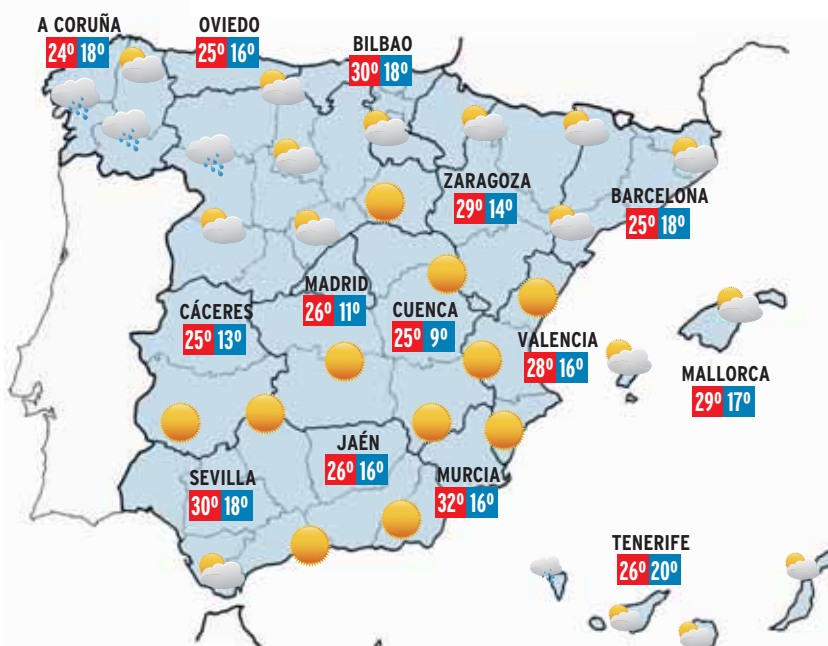 A CORUÑA
24º 18º
OVIEDO
25º 16º
BILBAO
30º 18º
ZARAGOZA
29º 14º
BARCELONA
25º 18º
MADRID
26º 11º
CÁCERES
25º 13º
CUENCA
25º 9º
VALENCIA
28º 16º
MALLORCA
29º 17º
JAÉN
26º 16º
SEVILLA
30º 18º
MURCIA
32º 16º
TENERIFE
26º 20º